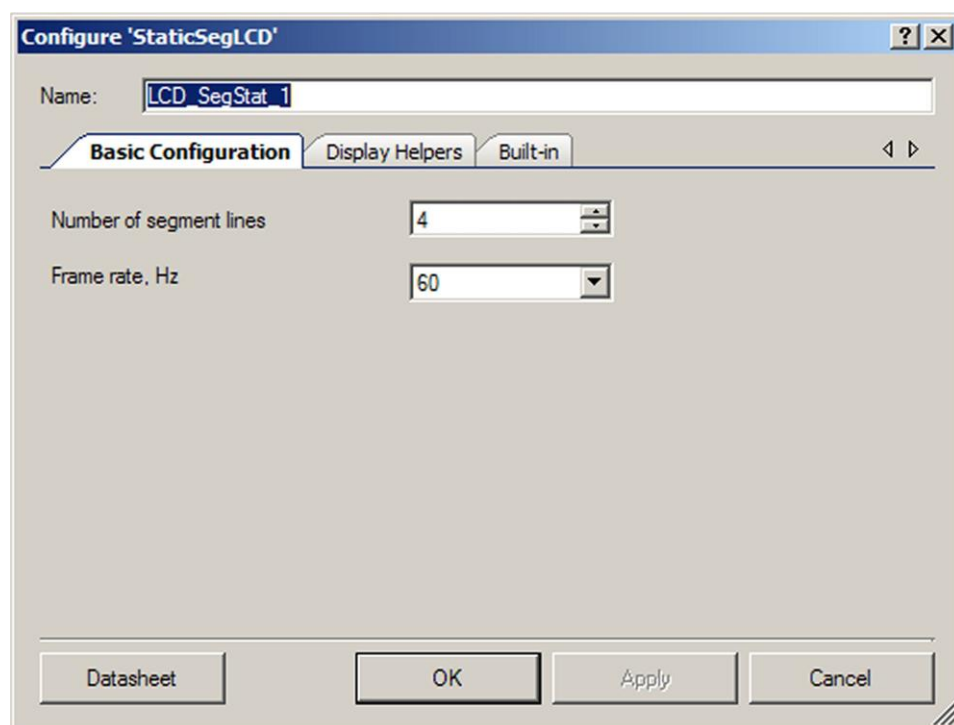 Configure 'StaticSegLCD'
Name: LCD_SegStat_1
Basic Configuration Display Helpers Built-in
Number of segment lines 4
Frame rate, Hz 60
Datasheet OK Apply Cancel